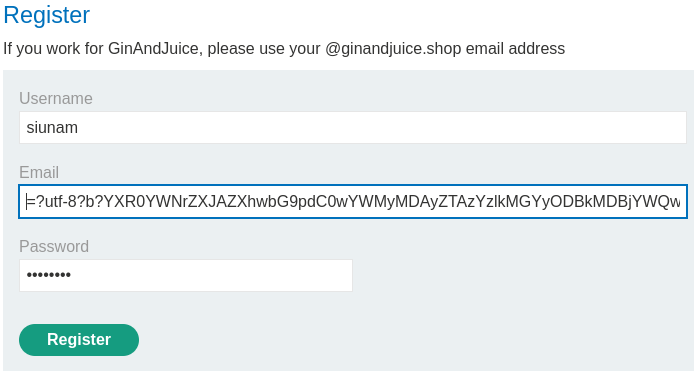 Register
If you work for GinAndJuice, please use your @ginandjuice.shop email address
Username
siunam
Email
=?utf-8?b?YXR0YWNrZXJAZXhwbG9pdC0wYWMyMDAyZTAzYzlkMGYyODBkMDBjYWQw
Password
••••••••
Register